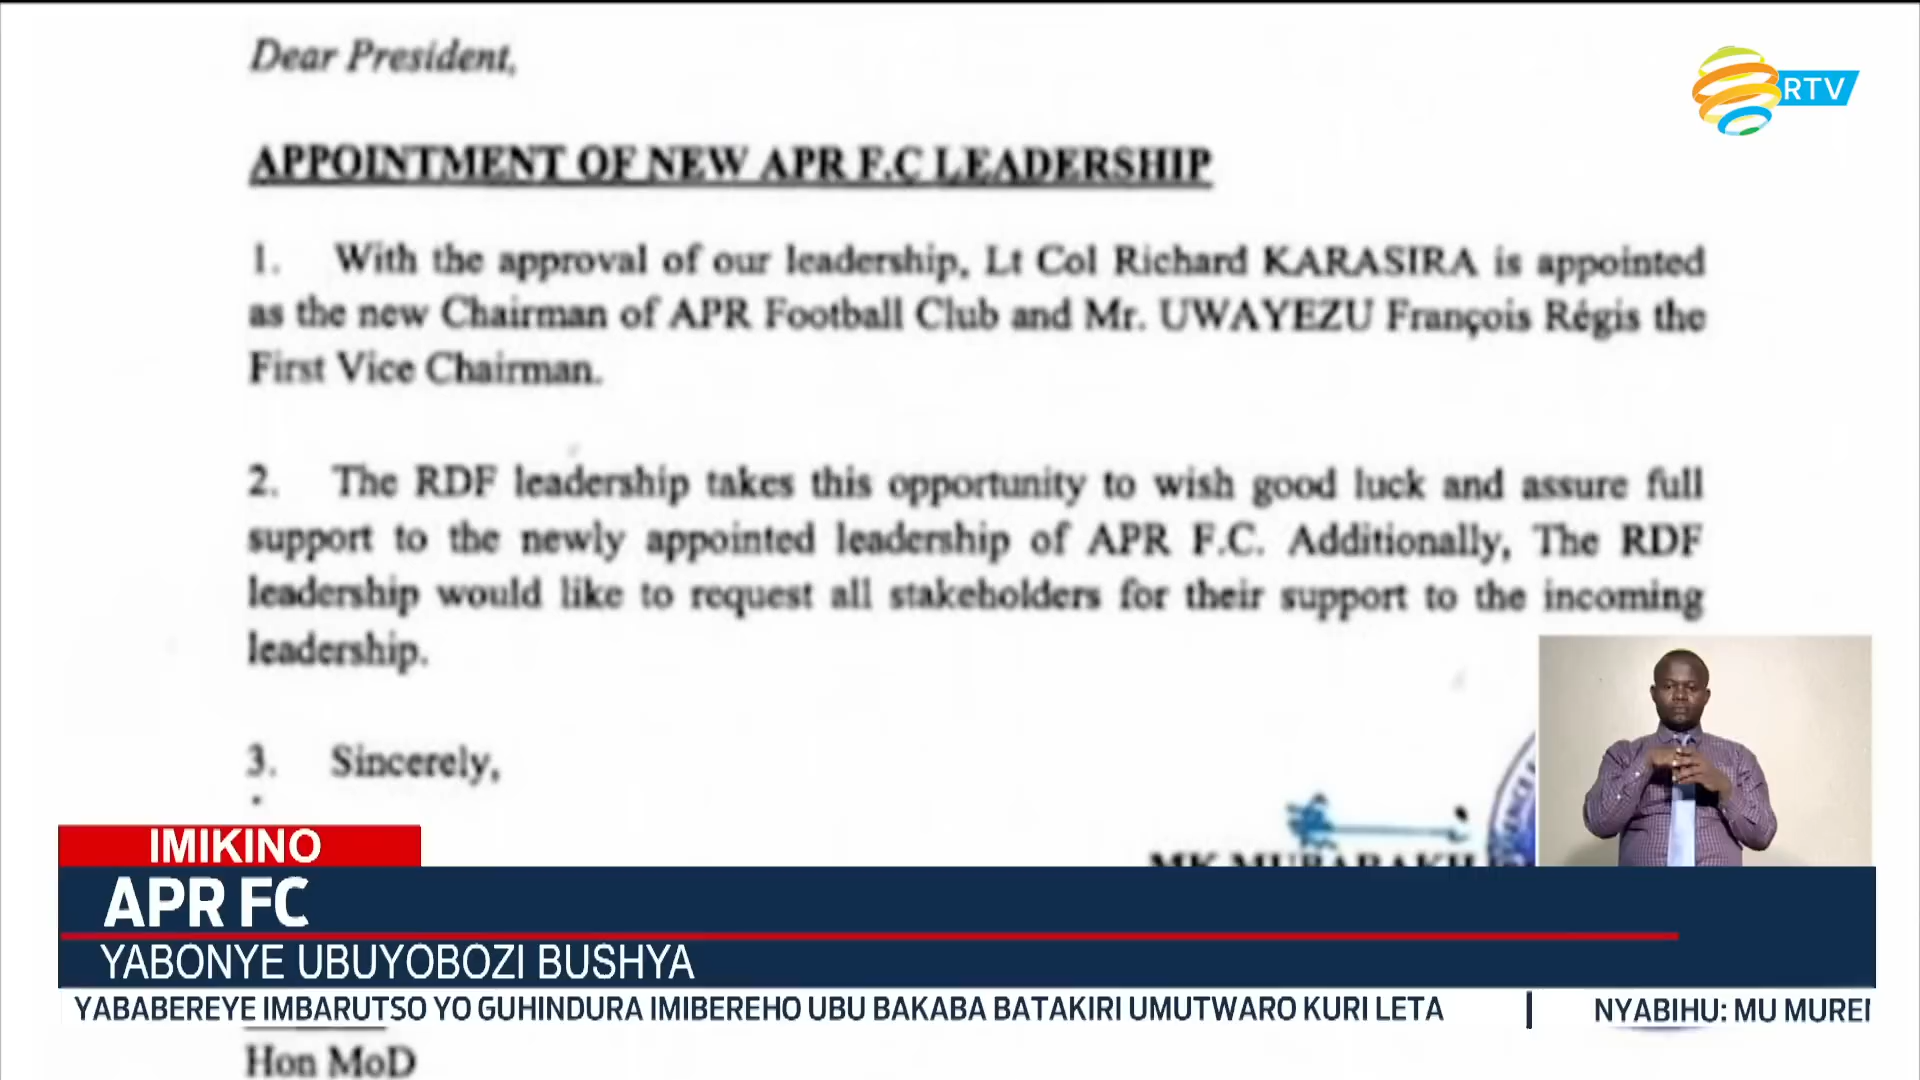 Dear President,
RTV
APPOINTMENT OF NEW APR F.C LEADERSHIP
1. With the approval of our leadership, Lt Col Richard KARASIRA is appointed
as the new Chairman of APR Football Club and Mr. UWAYEZU François Régis the
First Vice Chairman.
2. The RDF leadership takes this opportunity to wish good luck and assure full
support to the newly appointed leadership of APR F.C. Additionally, The RDF
leadership would like to request all stakeholders for their support to the incoming
leadership.
3. Sincerely,
IMIKINO
APR FC
YABONYE UBUYOBOZI BUSHYA
YABABEREYE IMBARUTSO YO GUHINDURA IMIBEREHO UBU BAKABA BATAKIRI UMUTWARO KURI LETA | NYABIHU: MU
Hon MoD